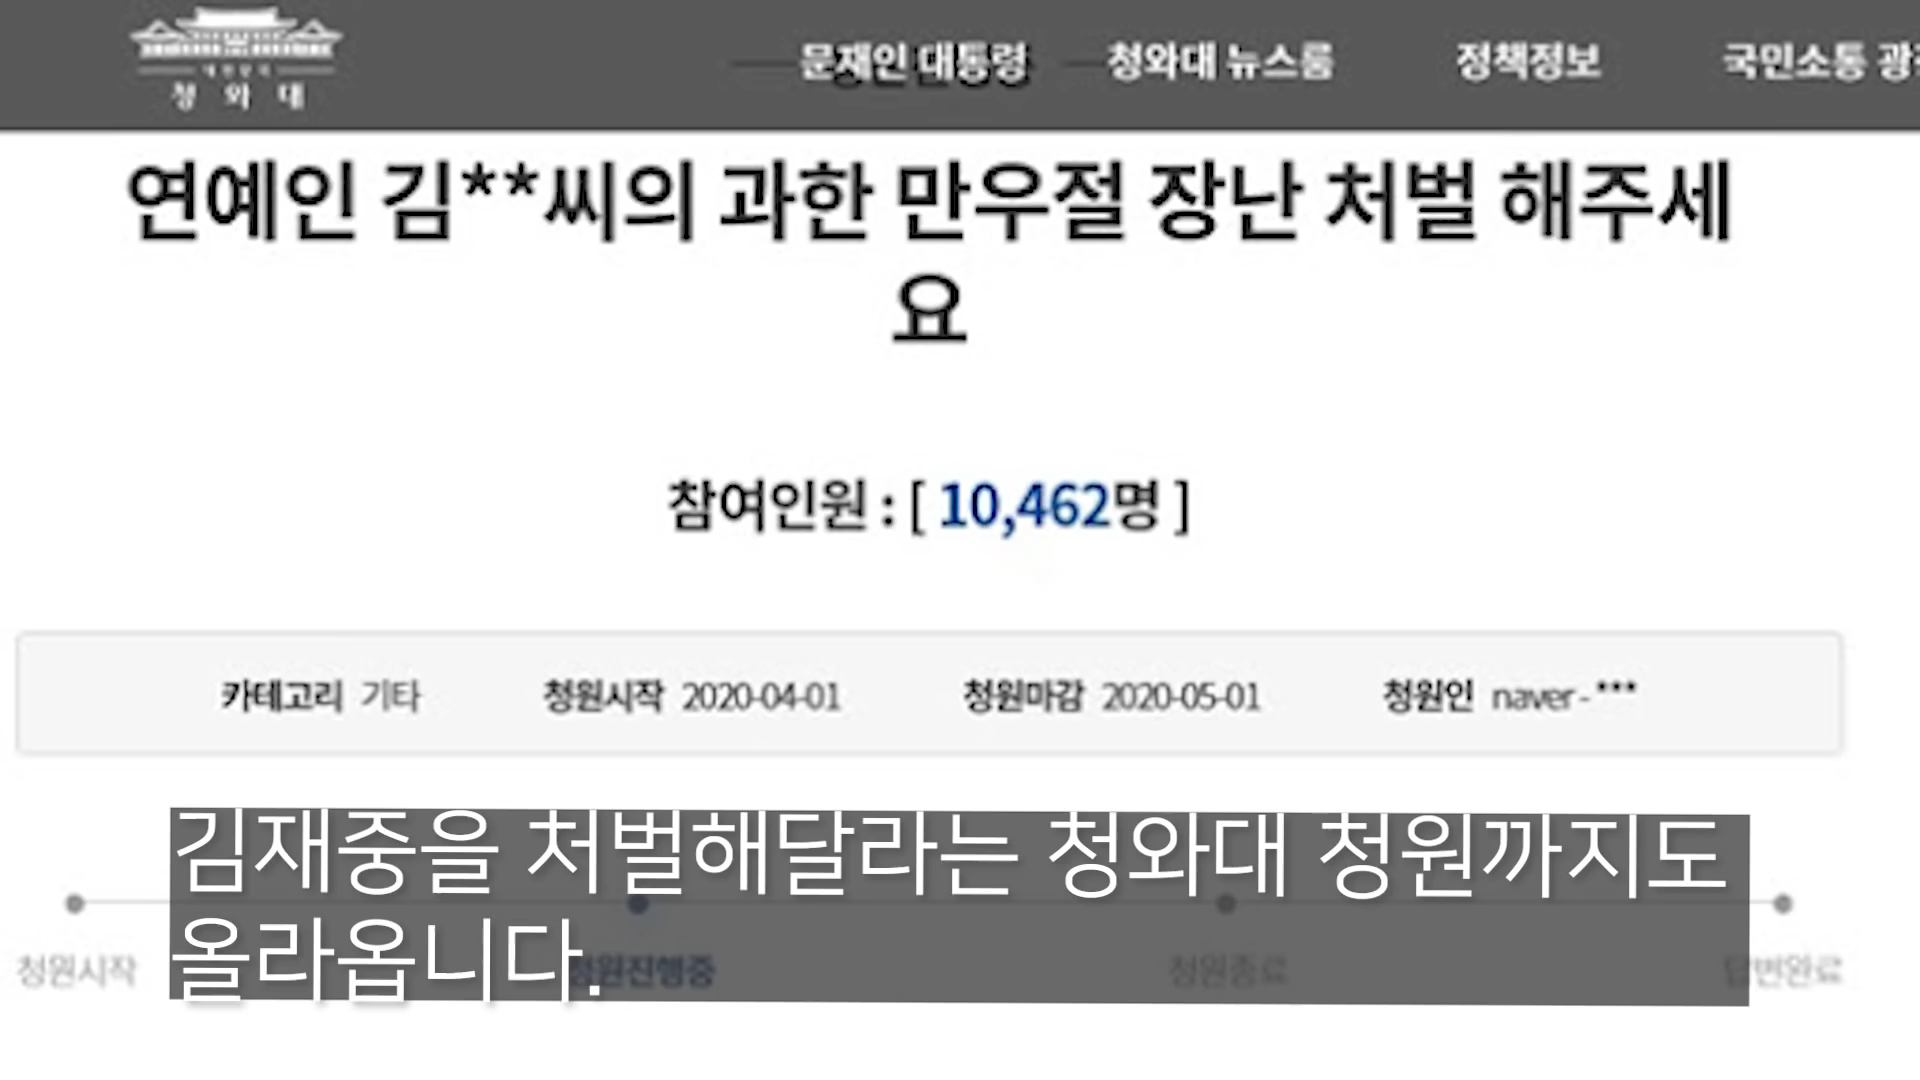 청와대
문재인 대통령 청와대 뉴스룸 정책정보 국민소통
연예인 김**씨의 과한 만우절 장난 처벌 해주세
요
참여인원 : [ 10,462명 ]
카테고리 기타 청원시작 2020-04-01 청원마감 2020-05-01 청원인 naver - ***
김재중을 처벌해달라는 청와대 청원까지도
올라옵니다.
청원시작 청원진행중 청원종료 답변완료